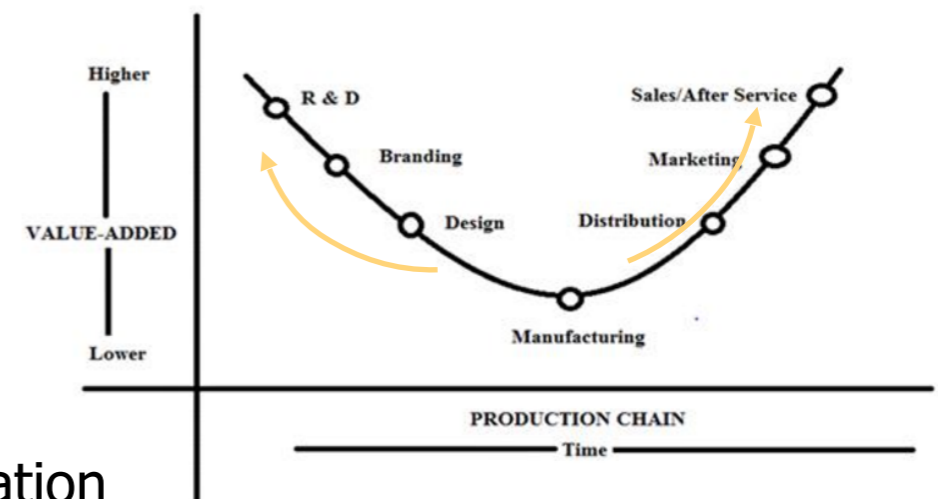 Higher
R & D
Sales/After Service
Branding
Marketing
VALUE-ADDED
Design
Distribution
Manufacturing
Lower
PRODUCTION CHAIN
Time
ation